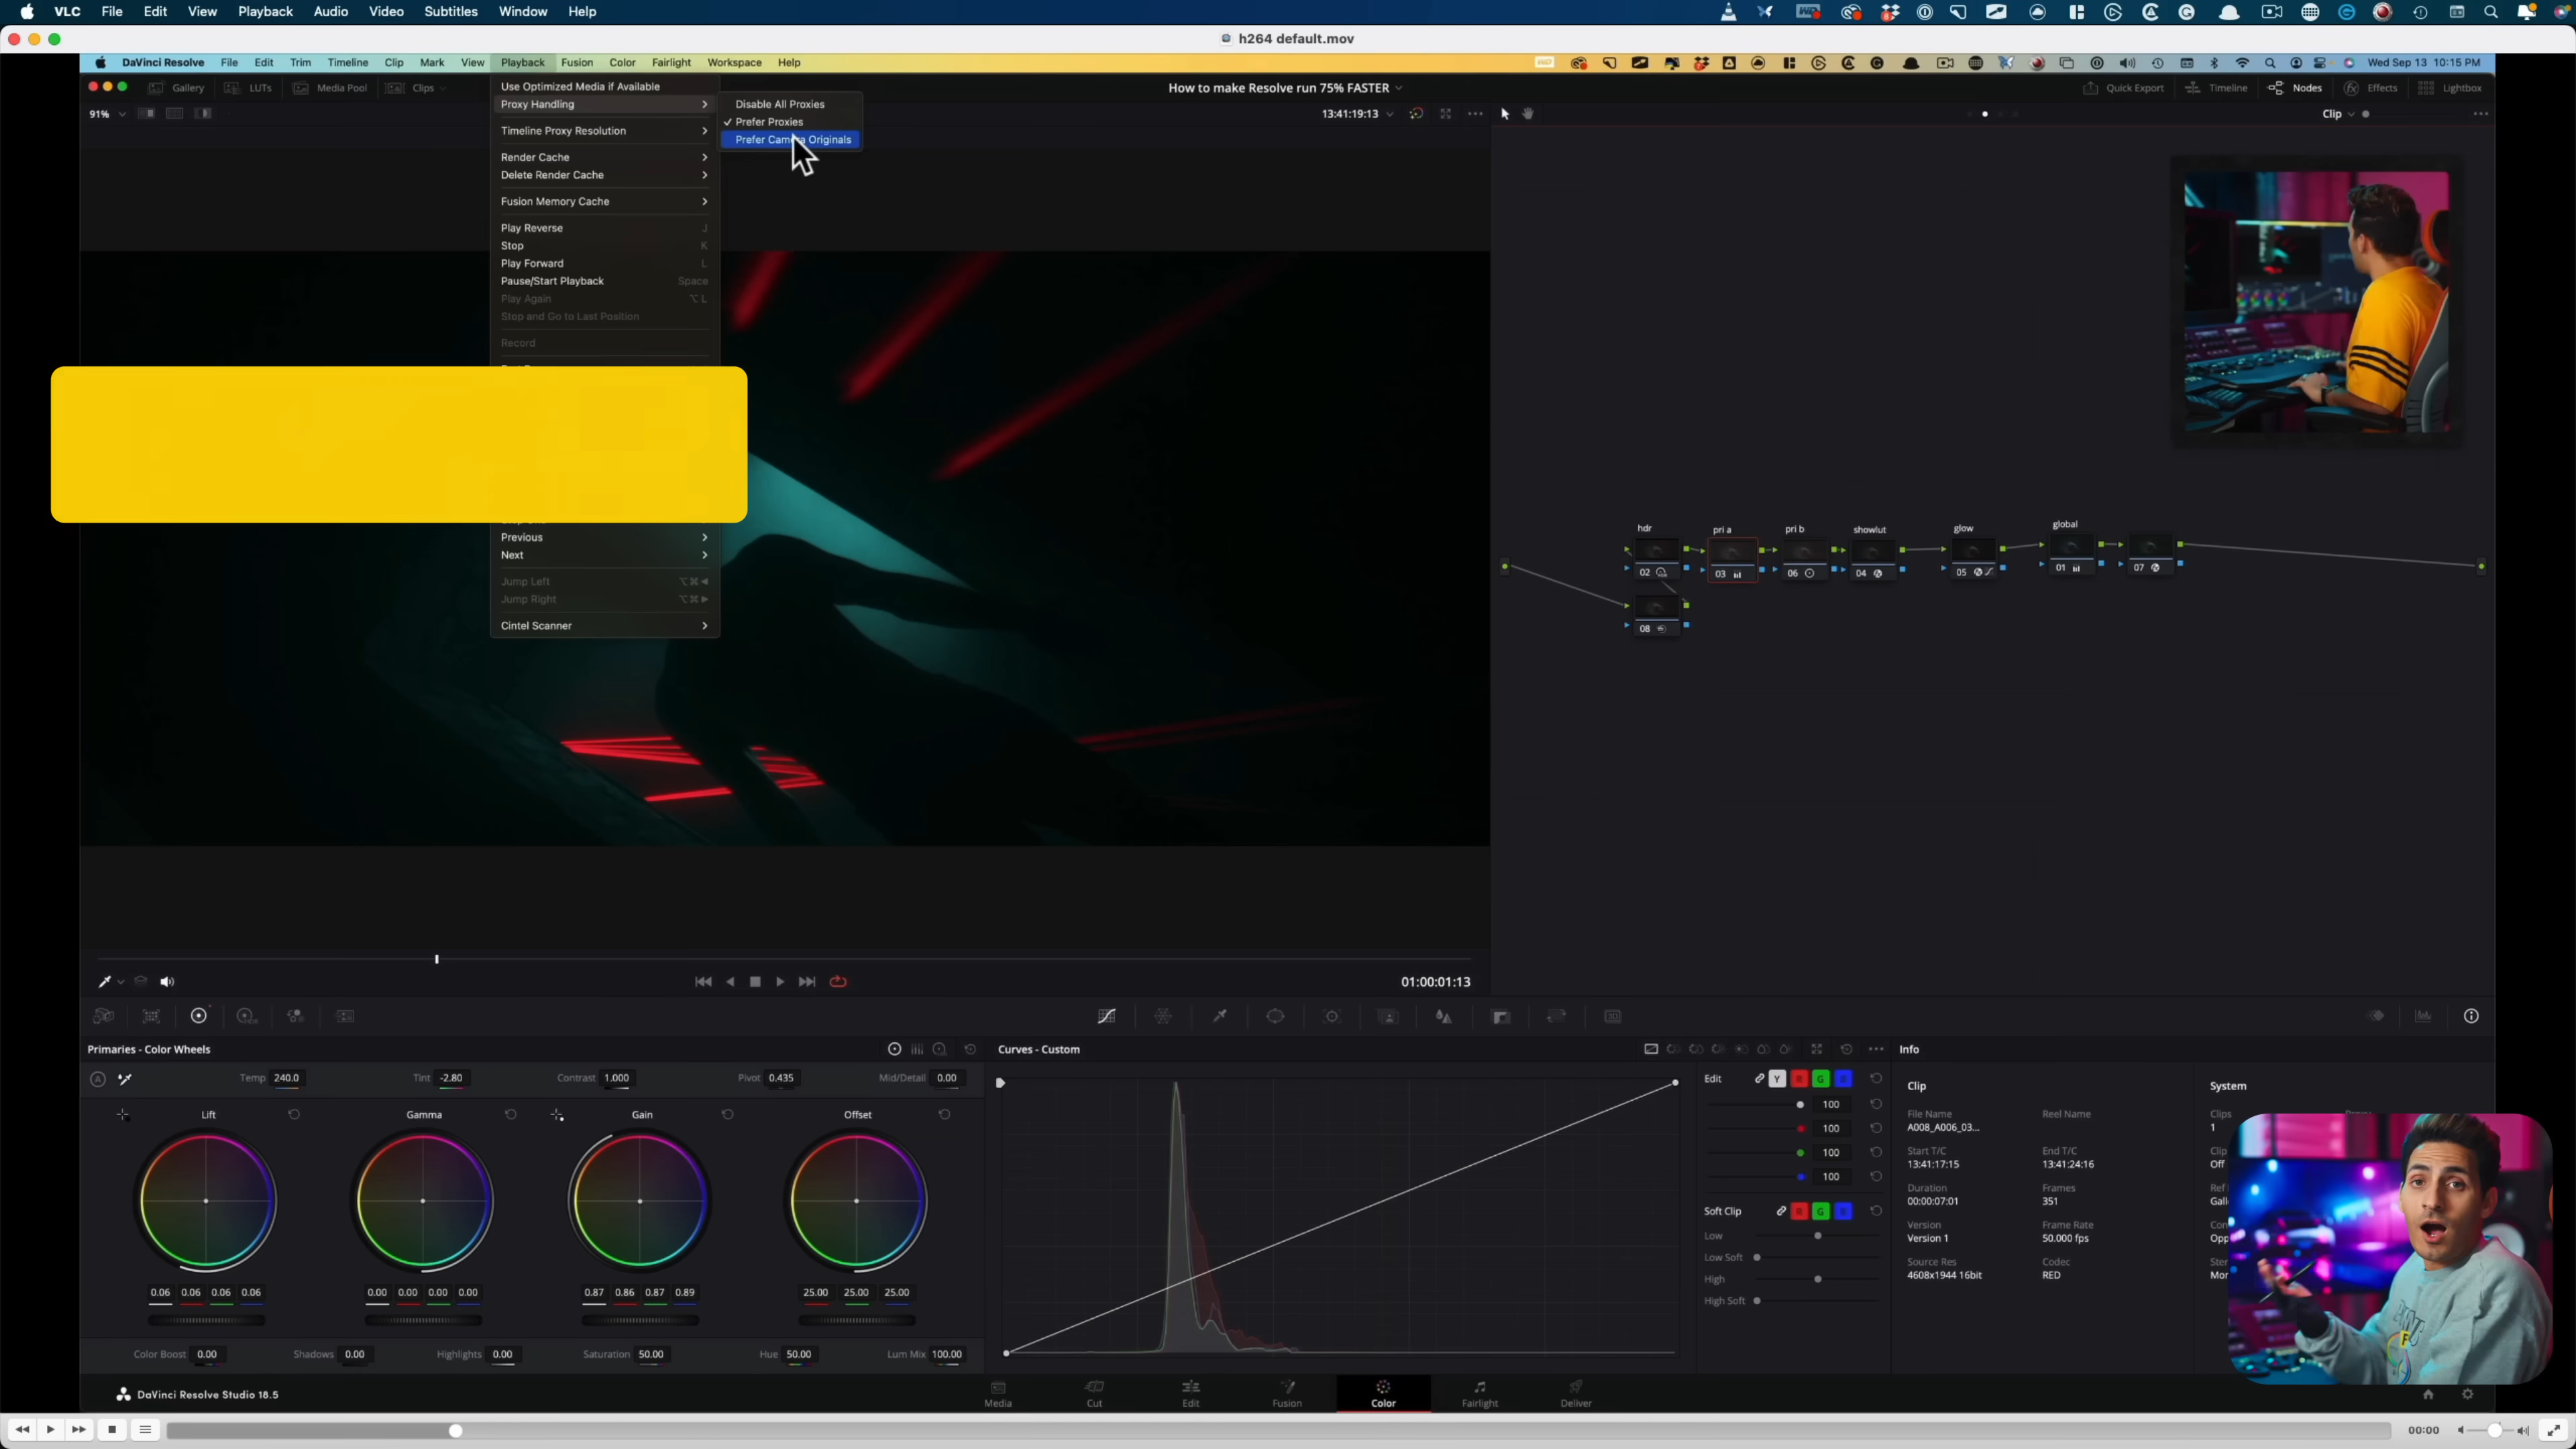 VLC File Edit View Playback Audio Video Subtitles Window Help
h264 default.mov
DaVinci Resolve File Edit Trim Timeline Clip Mark View Playback Fusion Color Fairlight Workspace Help Wed Sep 13 10:15 PM
Gallery LUTs Media Pool Clips How to make Resolve run 75% FASTER Quick Export Timeline Nodes Effects Lightbox
91% 13:41:19:13 Clip
Use Optimized Media if Available
Proxy Handling
Disable All Proxies
Prefer Proxies
Prefer Camera Originals
Timeline Proxy Resolution
Render Cache
Delete Render Cache
Fusion Memory Cache
Play Reverse J
Stop K
Play Forward L
Pause/Start Playback Space
Play Again ⌥ L
Stop and Go to Last Position
Record
Previous
Next
Jump Left ⌥⌘◀
Jump Right ⌥⌘▶
Cintel Scanner
hdr pri a pri b showlut glow global
02 03 06 04 05 01 07
08
01:00:01:13
Primaries - Color Wheels
Temp 240.0 Tint -2.80 Contrast 1.000 Pivot 0.435 Mid/Detail 0.00
Lift Gamma Gain Offset
0.06 0.06 0.06 0.06 0.00 0.00 0.00 0.00 0.87 0.86 0.87 0.89 25.00 25.00 25.00
Color Boost 0.00 Shadows 0.00 Highlights 0.00 Saturation 50.00 Hue 50.00 Lum Mix 100.00
Curves - Custom
Edit Y R G B
100
100
100
100
Soft Clip R G B
Low
Low Soft
High
High Soft
Info
Clip
File Name Reel Name
A008_A006_03...
Start T/C End T/C
13:41:17:15 13:41:24:16
Duration Frames
00:00:07:01 351
Version Frame Rate
Version 1 50.000 fps
Source Res Codec
4608x1944 16bit RED
System
Clips
1
Clip
Off
DaVinci Resolve Studio 18.5
Media Cut Edit Fusion Color Fairlight Deliver
00:00